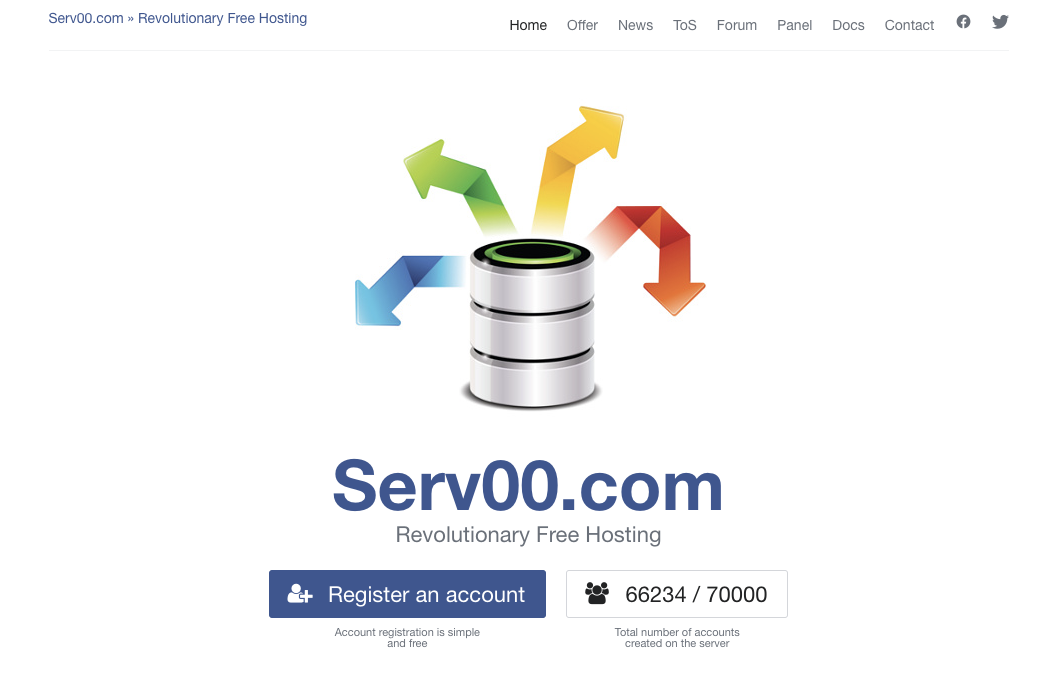 Serv00.com » Revolutionary Free Hosting
Home Offer News ToS Forum Panel Docs Contact
Serv00.com
Revolutionary Free Hosting
Register an account
66234 / 70000
Account registration is simple
and free
Total number of accounts
created on the server